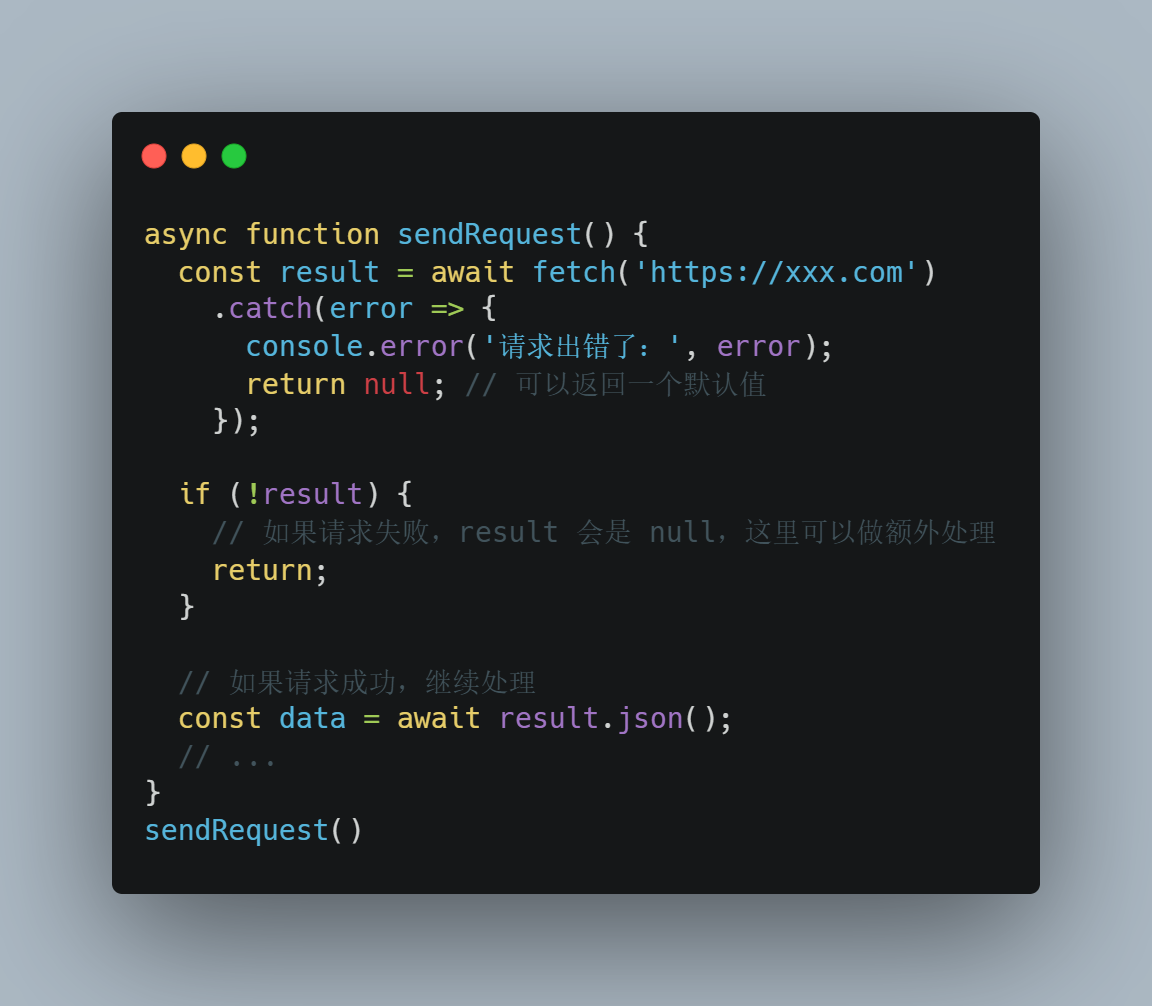 async function sendRequest() {
  const result = await fetch('https://xxx.com')
    .catch(error => {
      console.error('请求出错了：', error);
      return null; // 可以返回一个默认值
    });

  if (!result) {
    // 如果请求失败，result 会是 null，这里可以做额外处理
    return;
  }

  // 如果请求成功，继续处理
  const data = await result.json();
  // ...
}
sendRequest()